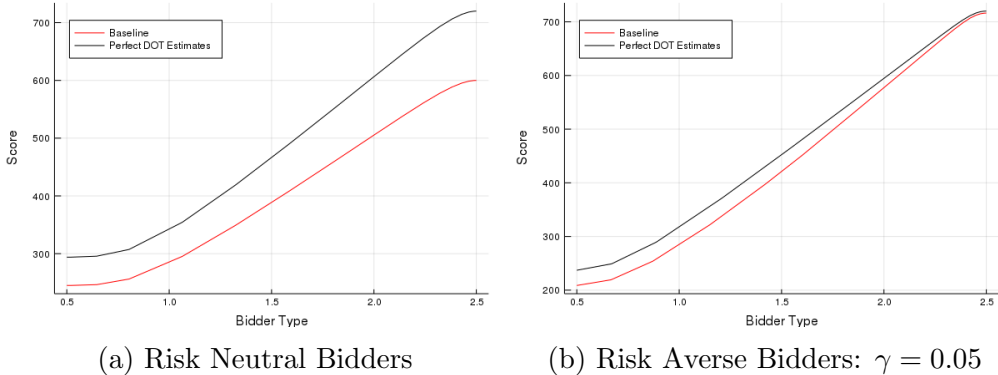 Baseline
Perfect DOT Estimates
700
600
500
400
300
Score
0.5 1.0 1.5 2.0 2.5
Bidder Type
(a) Risk Neutral Bidders
Baseline
Perfect DOT Estimates
700
600
500
400
300
200
Score
0.5 1.0 1.5 2.0 2.5
Bidder Type
(b) Risk Averse Bidders: γ = 0.05